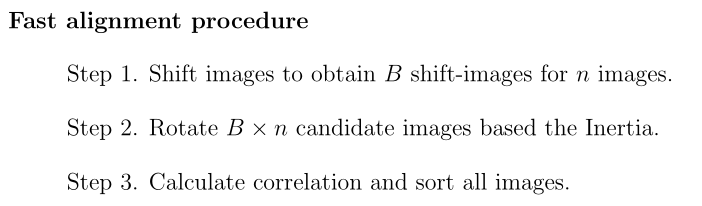 Fast alignment procedure
Step 1. Shift images to obtain B shift-images for n images.
Step 2. Rotate B × n candidate images based the Inertia.
Step 3. Calculate correlation and sort all images.